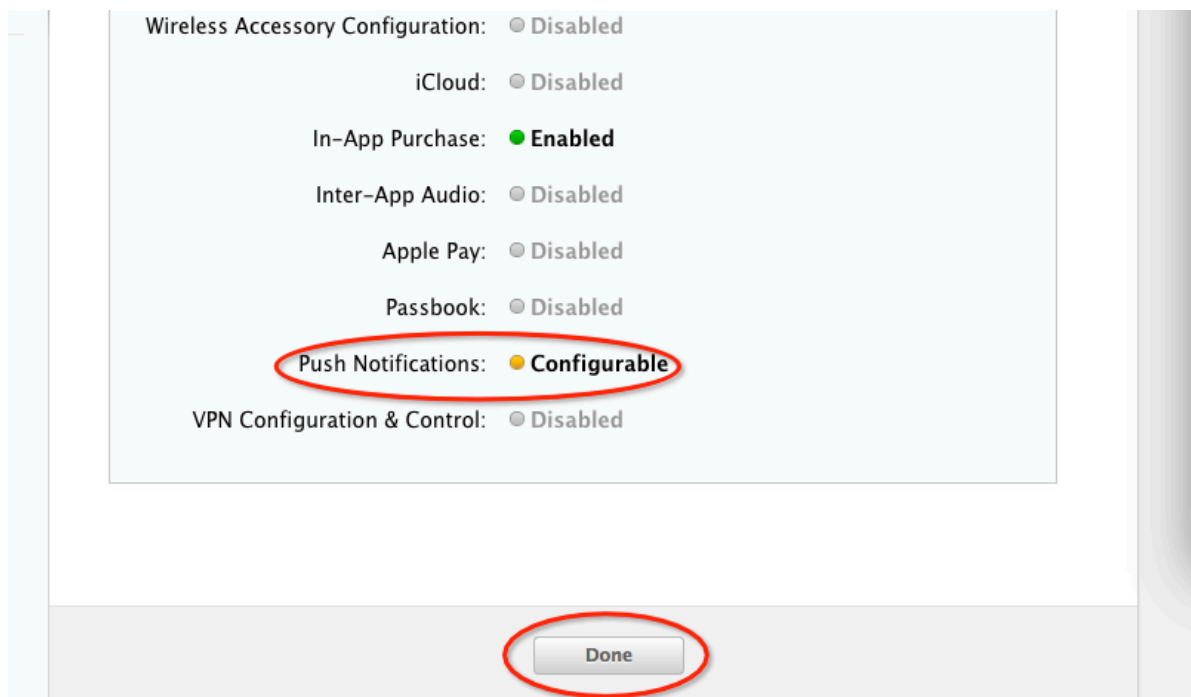 Wireless Accessory Configuration: Disabled
iCloud: Disabled
In-App Purchase: Enabled
Inter-App Audio: Disabled
Apple Pay: Disabled
Passbook: Disabled
Push Notifications: Configurable
VPN Configuration & Control: Disabled
Done